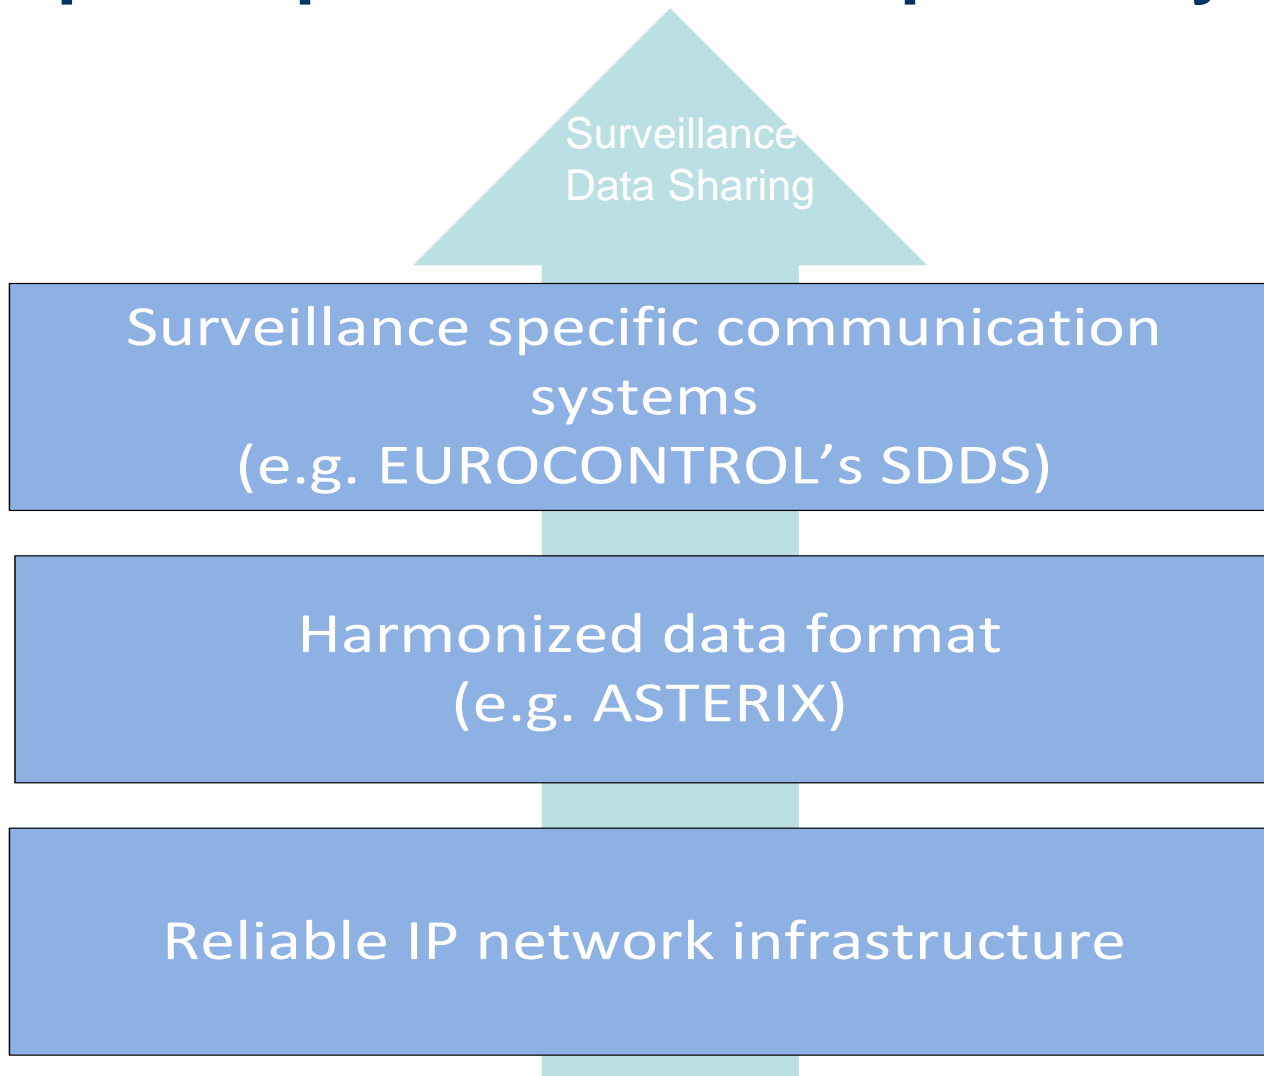 Surveillance
Data Sharing
Surveillance specific communication
systems
(e.g. EUROCONTROL’s SDDS)
Harmonized data format
(e.g. ASTERIX)
Reliable IP network infrastructure